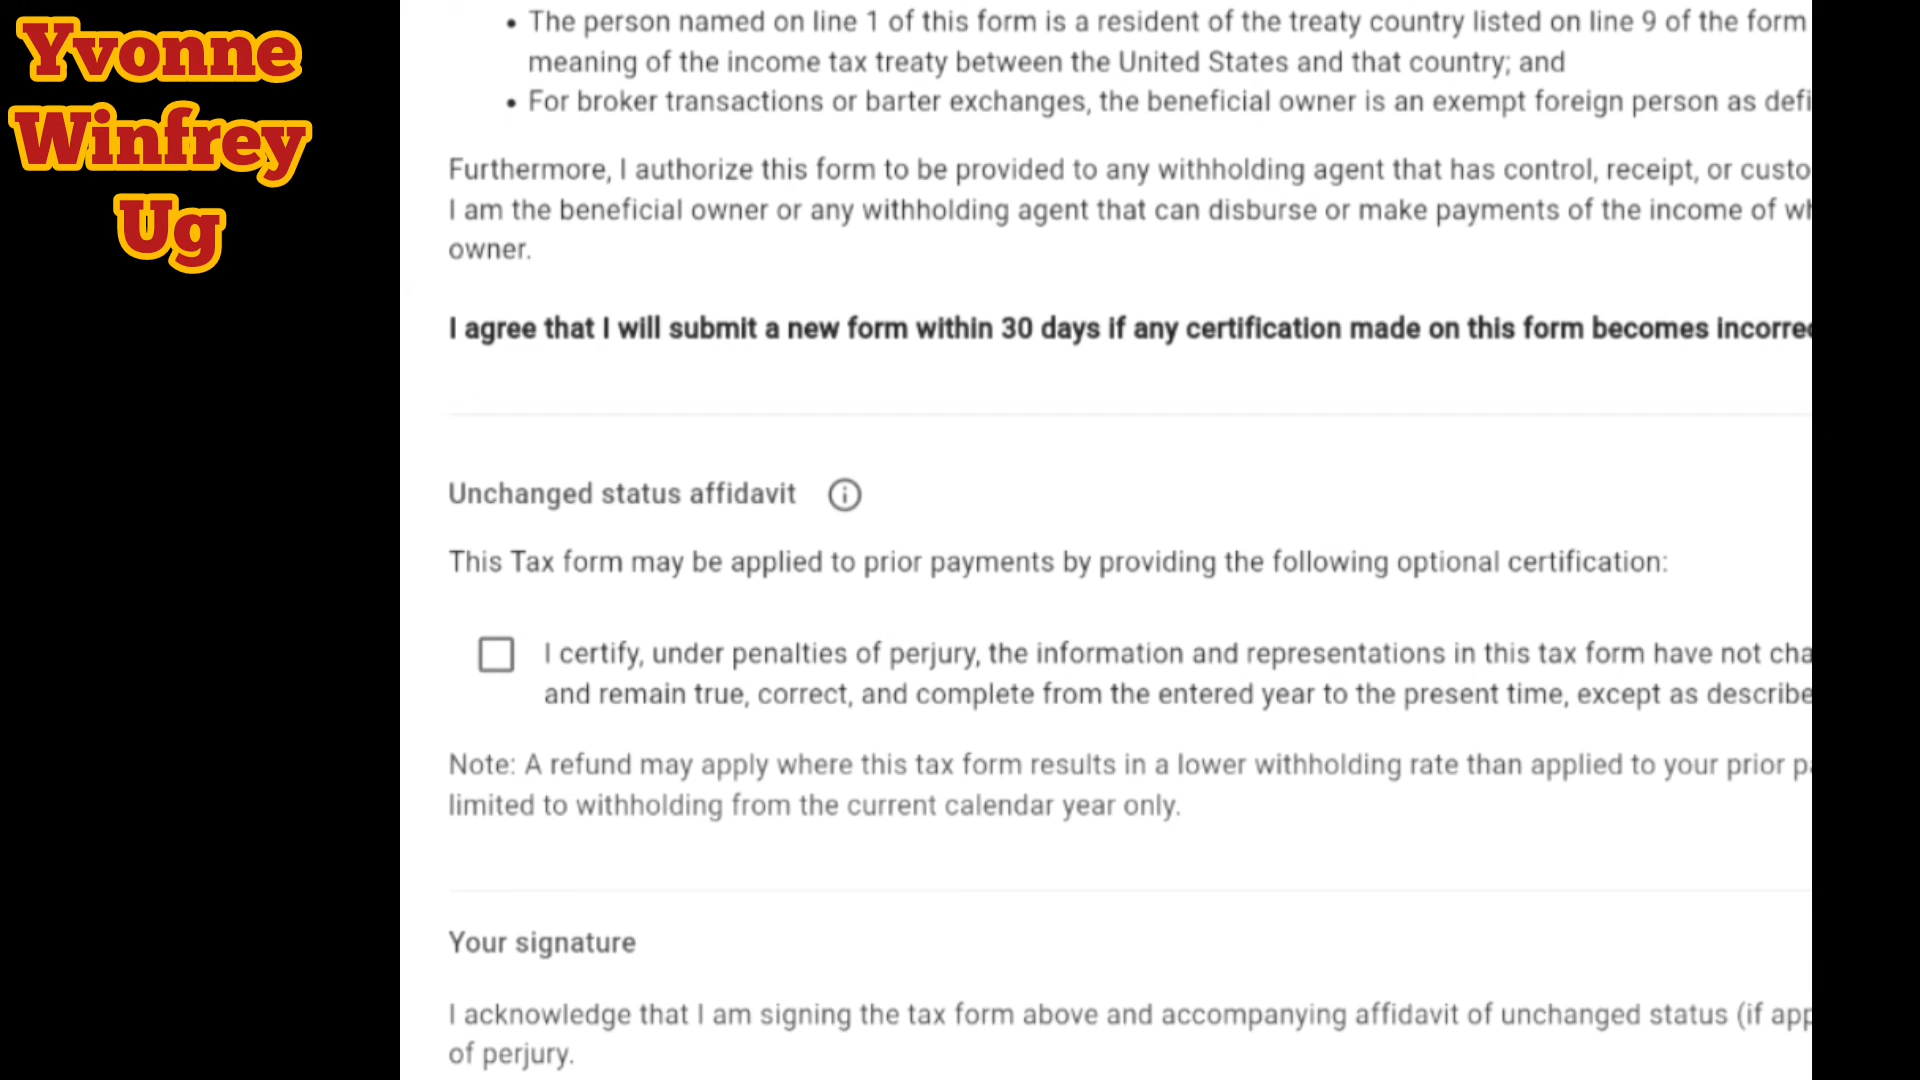 Yvonne
Winfrey
Ug
• The person named on line 1 of this form is a resident of the treaty country listed on line 9 of the form
meaning of the income tax treaty between the United States and that country; and
• For broker transactions or barter exchanges, the beneficial owner is an exempt foreign person as defi
Furthermore, I authorize this form to be provided to any withholding agent that has control, receipt, or custo
I am the beneficial owner or any withholding agent that can disburse or make payments of the income of wh
owner.
I agree that I will submit a new form within 30 days if any certification made on this form becomes incorrec
Unchanged status affidavit
This Tax form may be applied to prior payments by providing the following optional certification:
I certify, under penalties of perjury, the information and representations in this tax form have not cha
and remain true, correct, and complete from the entered year to the present time, except as describe
Note: A refund may apply where this tax form results in a lower withholding rate than applied to your prior pa
limited to withholding from the current calendar year only.
Your signature
I acknowledge that I am signing the tax form above and accompanying affidavit of unchanged status (if app
of perjury.